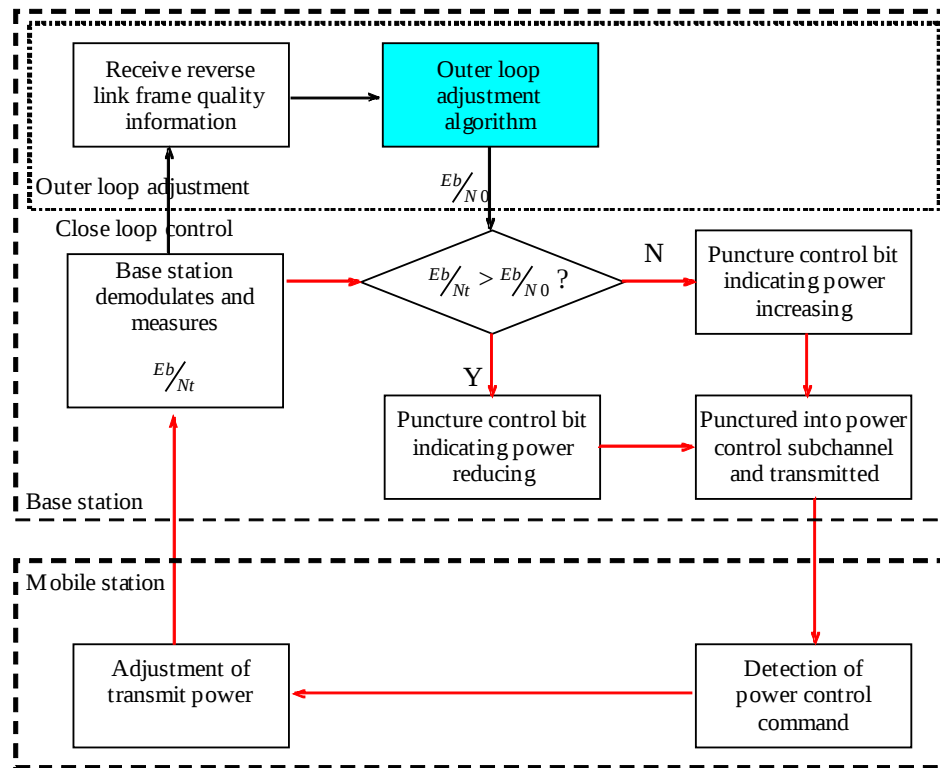 Receive reverse
link frame quality
information
Outer loop
adjustment
algorithm
Outer loop adjustment
Eb/N0
Close loop control
Base station
demodulates and
measures
Eb/Nt
Eb/Nt > Eb/N0 ?
N
Puncture control bit
indicating power
increasing
Y
Puncture control bit
indicating power
reducing
Punctured into power
control subchannel
and transmitted
Base station
Mobile station
Adjustment of
transmit power
Detection of
power control
command